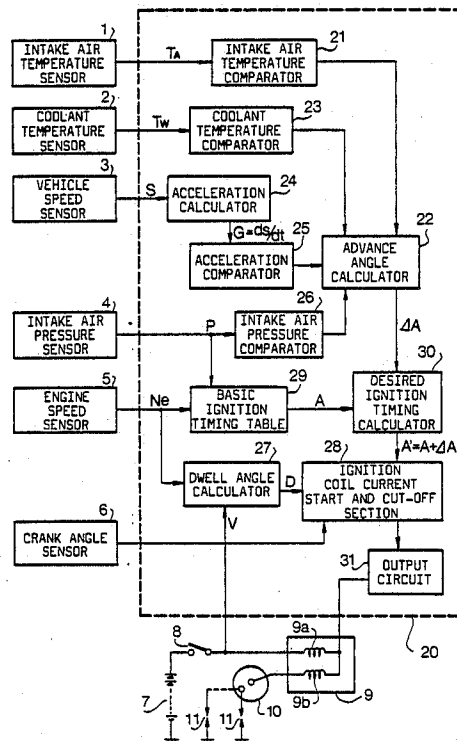 1
INTAKE AIR
TEMPERATURE
SENSOR
TA
21
INTAKE AIR
TEMPERATURE
COMPARATOR
2
COOLANT
TEMPERATURE
SENSOR
TW
23
COOLANT
TEMPERATURE
COMPARATOR
3
VEHICLE
SPEED
SENSOR
S
24
ACCELERATION
CALCULATOR
G=ds/dt
25
ACCELERATION
COMPARATOR
22
ADVANCE
ANGLE
CALCULATOR
4
INTAKE AIR
PRESSURE
SENSOR
P
26
INTAKE AIR
PRESSURE
COMPARATOR
ΔA
5
ENGINE
SPEED
SENSOR
Ne
29
BASIC
IGNITION
TIMING TABLE
A
30
DESIRED
IGNITION
TIMING
CALCULATOR
A'=A+ΔA
27
DWELL ANGLE
CALCULATOR
D
V
28
IGNITION
COIL CURRENT
START AND CUT-OFF
SECTION
6
CRANK ANGLE
SENSOR
31
OUTPUT
CIRCUIT
20
8
9a
9b
9
7
10
11
11